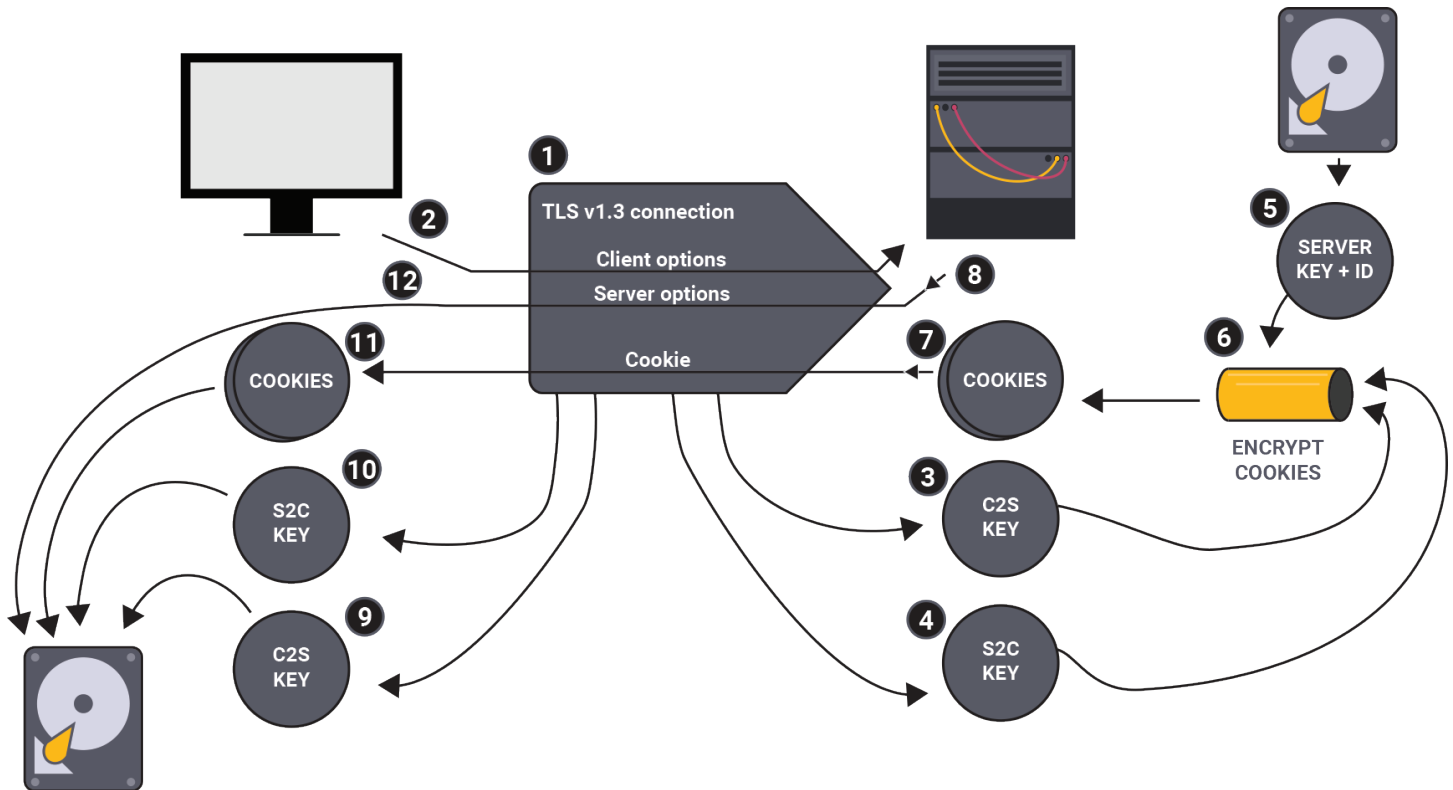 1
TLS v1.3 connection
2
Client options
12
Server options
8
5
SERVER
KEY + ID
11
COOKIES
Cookie
7
COOKIES
6
ENCRYPT
COOKIES
10
S2C
KEY
3
C2S
KEY
9
C2S
KEY
4
S2C
KEY